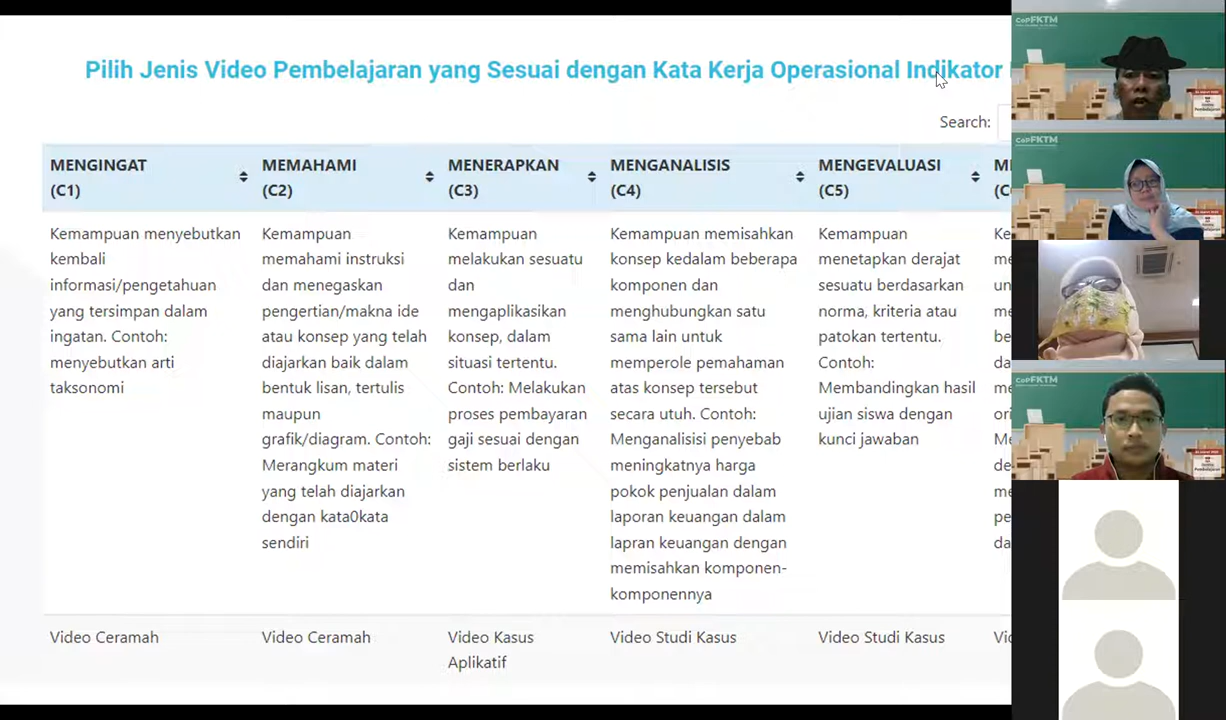 Pilih Jenis Video Pembelajaran yang Sesuai dengan Kata Kerja Operasional Indikator
Search:
MENGINGAT
(C1)
MEMAHAMI
(C2)
MENERAPKAN
(C3)
MENGANALISIS
(C4)
MENGEVALUASI
(C5)
Kemampuan menyebutkan
kembali
informasi/pengetahuan
yang tersimpan dalam
ingatan. Contoh:
menyebutkan arti
taksonomi
Kemampuan
memahami instruksi
dan menegaskan
pengertian/makna ide
atau konsep yang telah
diajarkan baik dalam
bentuk lisan, tertulis
maupun
grafik/diagram. Contoh:
Merangkum materi
yang telah diajarkan
dengan kata0kata
sendiri
Kemampuan
melakukan sesuatu
dan
mengaplikasikan
konsep, dalam
situasi tertentu.
Contoh: Melakukan
proses pembayaran
gaji sesuai dengan
sistem berlaku
Kemampuan memisahkan
konsep kedalam beberapa
komponen dan
menghubungkan satu
sama lain untuk
memperole pemahaman
atas konsep tersebut
secara utuh. Contoh:
Menganalisisi penyebab
meningkatnya harga
pokok penjualan dalam
laporan keuangan dalam
lapran keuangan dengan
memisahkan komponen-
komponennya
Kemampuan
menetapkan derajat
sesuatu berdasarkan
norma, kriteria atau
patokan tertentu.
Contoh:
Membandingkan hasil
ujian siswa dengan
kunci jawaban
Video Ceramah
Video Ceramah
Video Kasus
Aplikatif
Video Studi Kasus
Video Studi Kasus
CoPFKTM
CoPFKTM
CoPFKTM